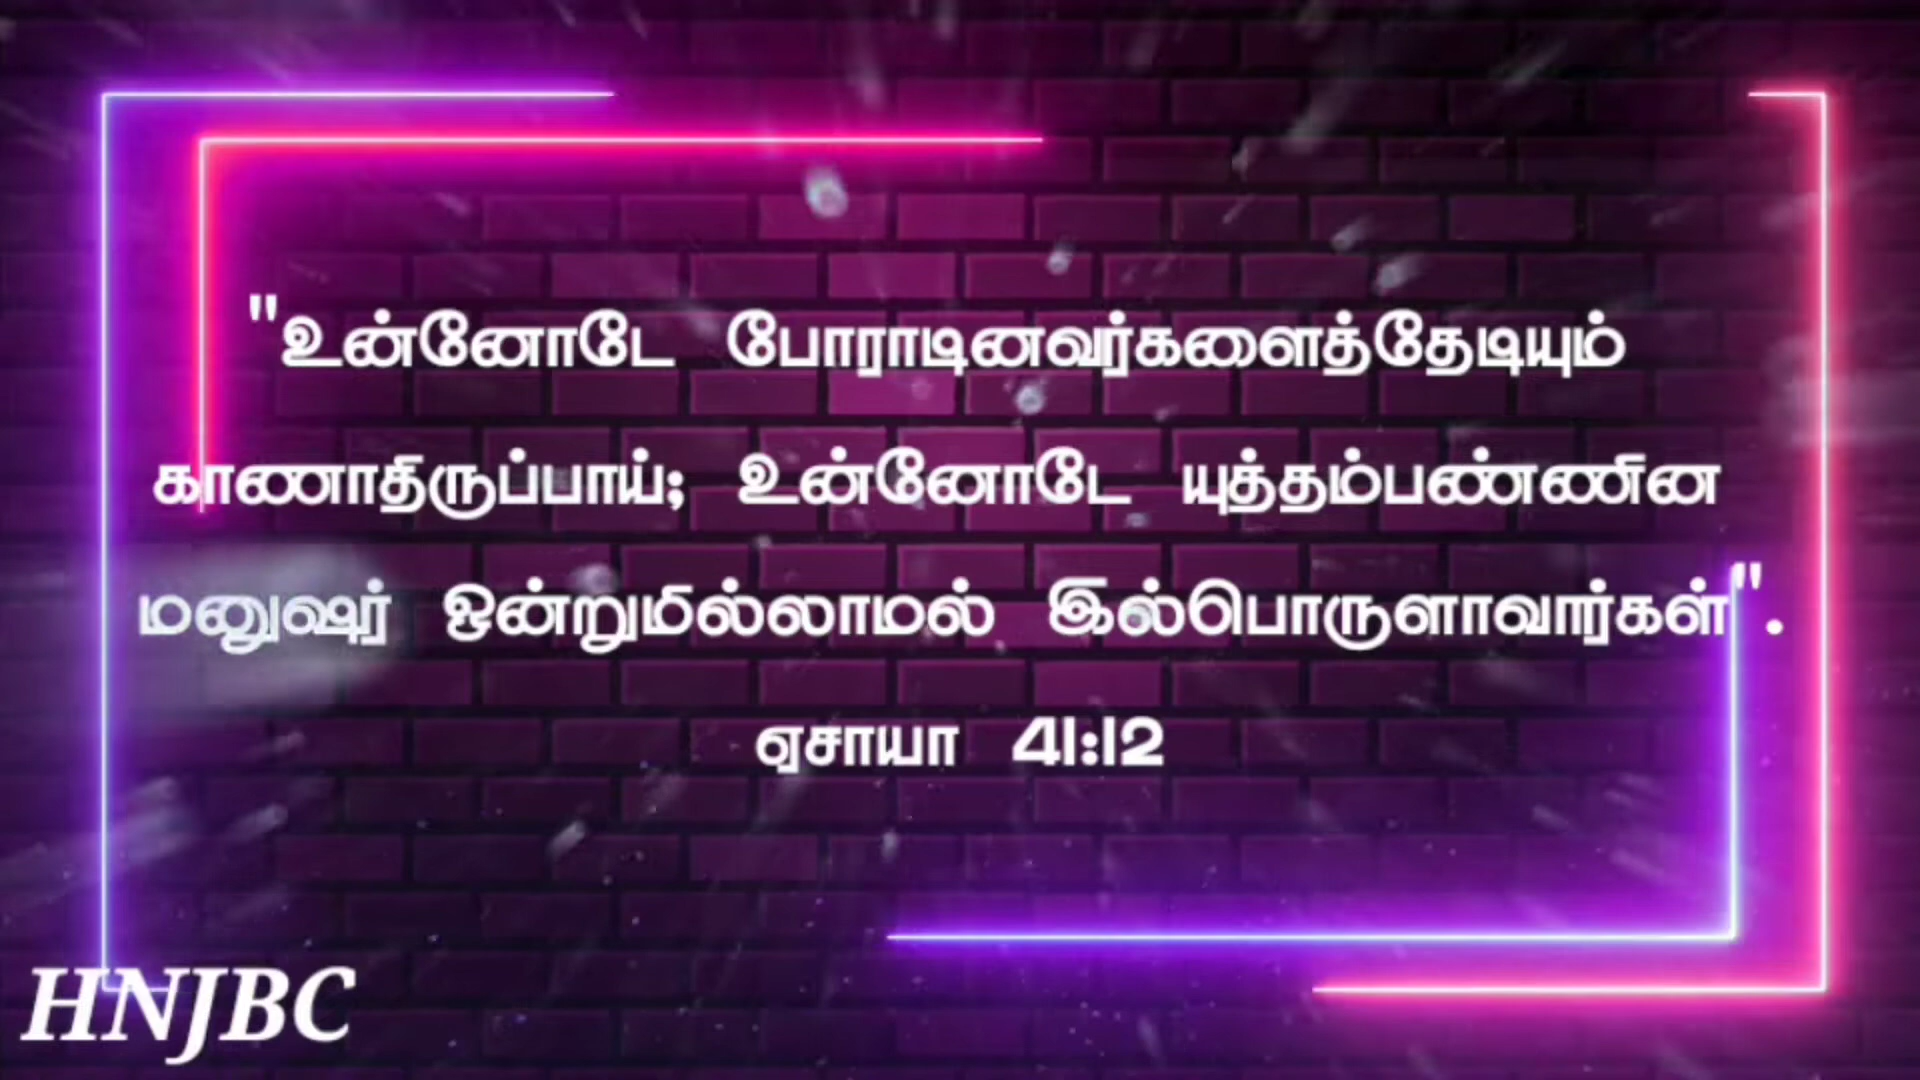 "உன்னோடே போராடினவர்களைத்தேடியும்
காணாதிருப்பாய்; உன்னோடே யுத்தம்பண்ணின
மனுஷர் ஒன்றுமில்லாமல் இல்பொருளாவார்கள்".
ஏசாயா 41:12
HNJBC